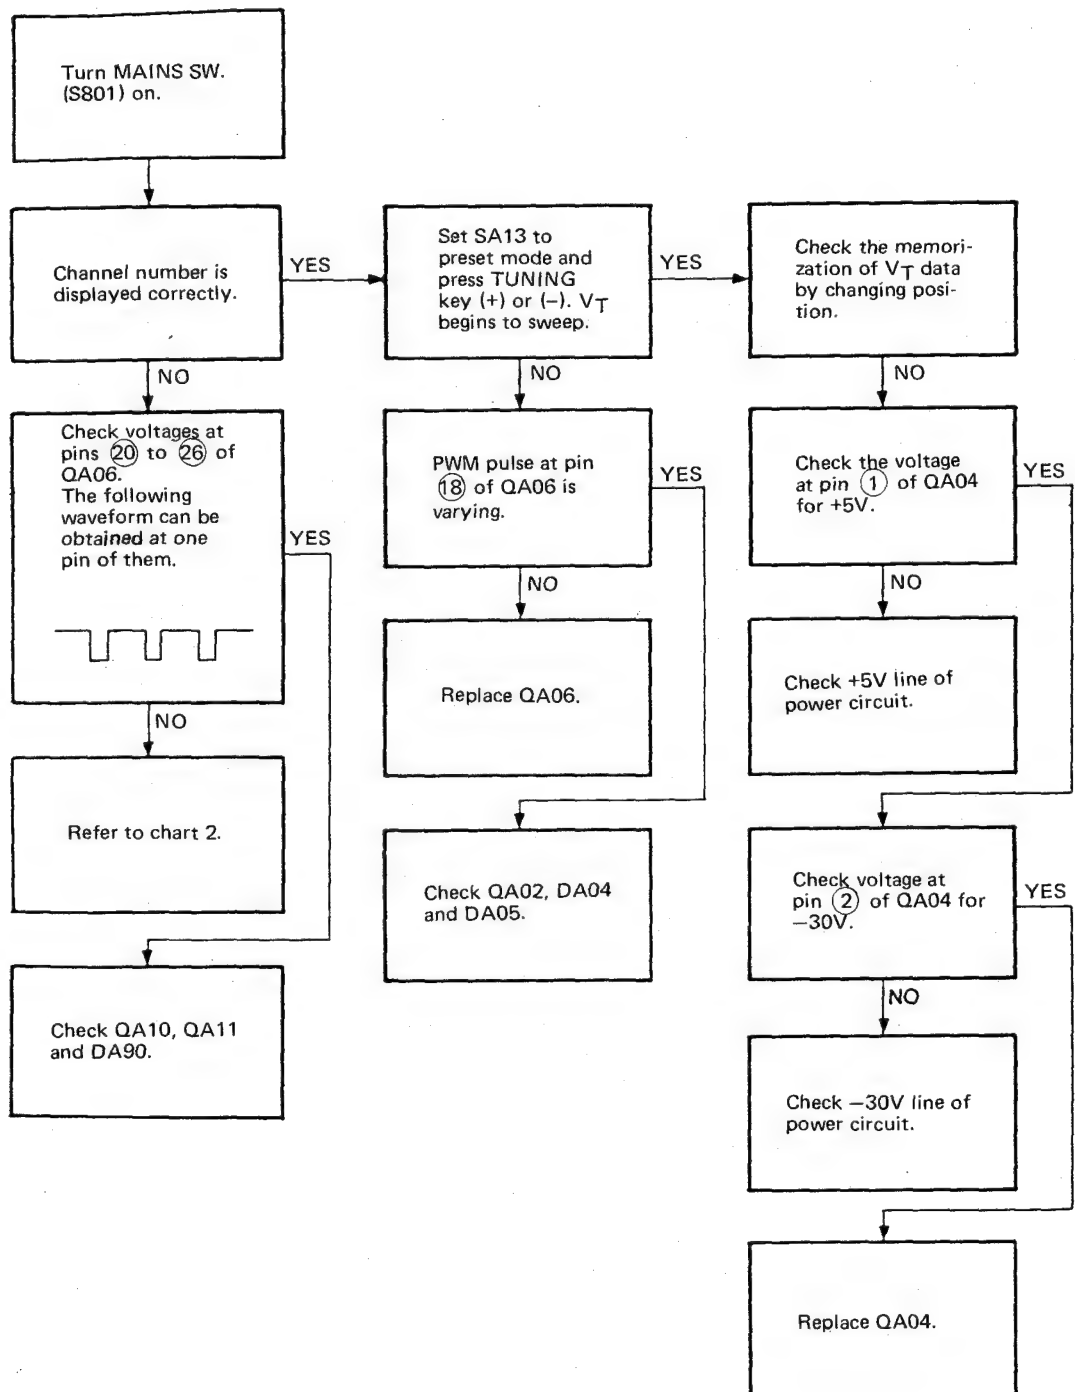 Turn MAINS SW.
(S801) on.
Channel number is
displayed correctly.
YES
NO
Set SA13 to
preset mode and
press TUNING
key (+) or (−). VT
begins to sweep.
YES
NO
Check the memori-
zation of VT data
by changing posi-
tion.
NO
Check voltages at
pins 20 to 26 of
QA06.
The following
waveform can be
obtained at one
pin of them.
YES
NO
PWM pulse at pin
18 of QA06 is
varying.
YES
NO
Check the voltage
at pin 1 of QA04
for +5V.
YES
NO
Refer to chart 2.
Replace QA06.
Check +5V line of
power circuit.
Check QA10, QA11
and DA90.
Check QA02, DA04
and DA05.
Check voltage at
pin 2 of QA04 for
−30V.
YES
NO
Check −30V line of
power circuit.
Replace QA04.